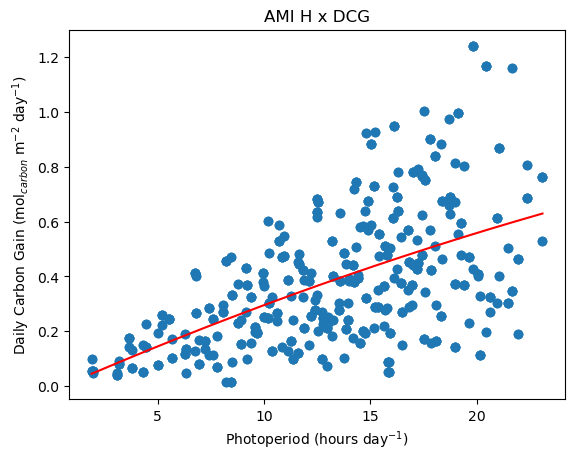 AMI H x DCG
Daily Carbon Gain (mol_carbon m⁻² day⁻¹)
1.2
1.0
0.8
0.6
0.4
0.2
0.0
5 10 15 20
Photoperiod (hours day⁻¹)